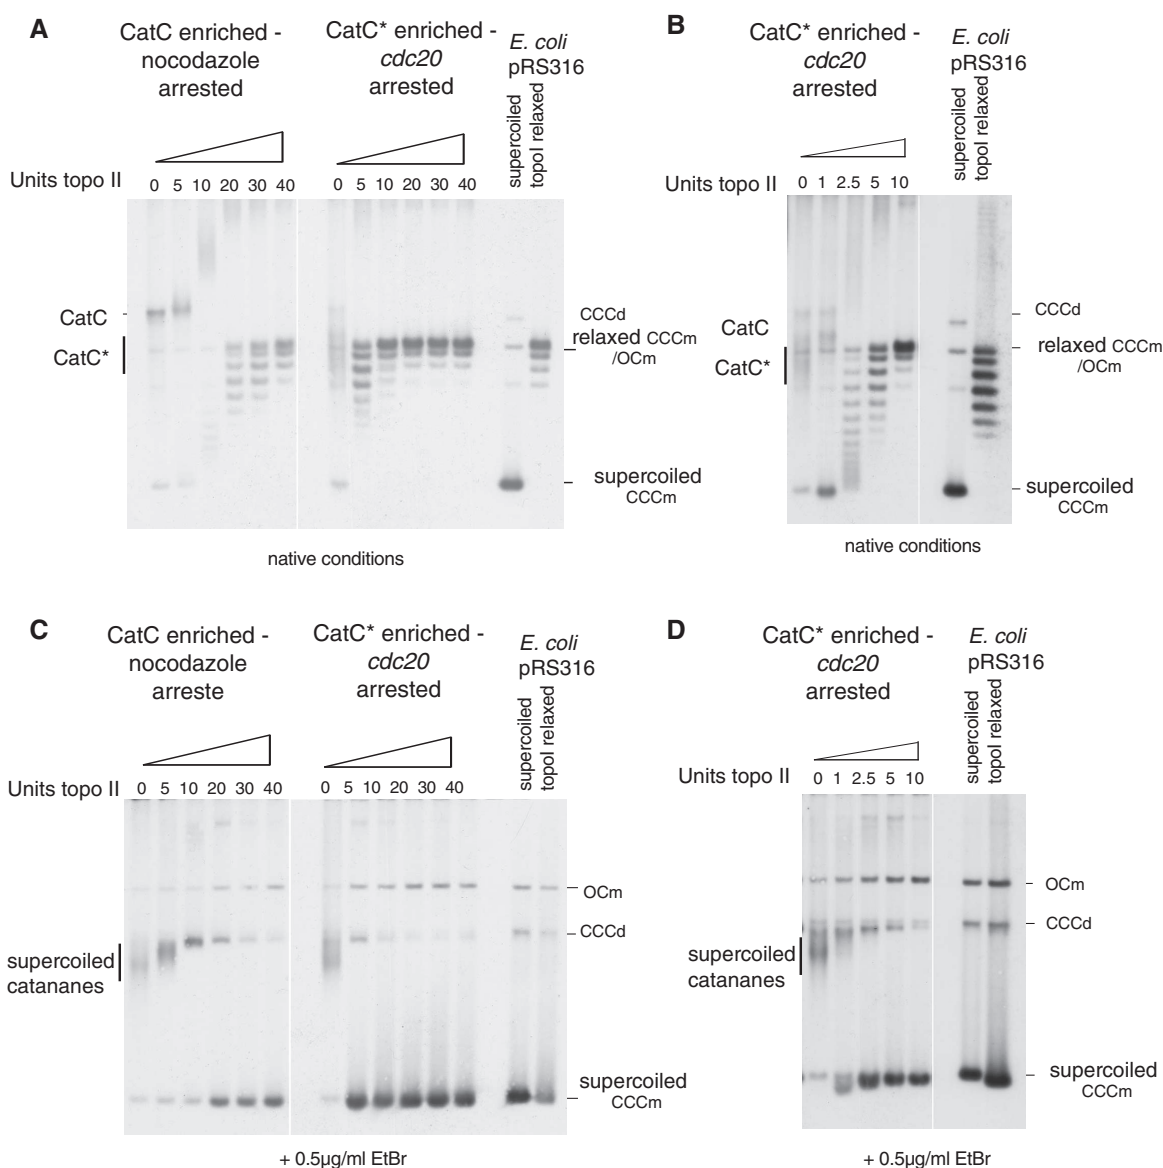 A
CatC enriched -
nocodazole
arrested
CatC* enriched -
cdc20
arrested
E. coli
pRS316
supercoiled
topoI relaxed
Units topo II
0 5 10 20 30 40
0 5 10 20 30 40
CatC
CatC*
CCCd
relaxed CCCm
/OCm
supercoiled
CCCm
native conditions
B
CatC* enriched -
cdc20
arrested
E. coli
pRS316
supercoiled
topol relaxed
Units topo II
0 1 2.5 5 10
CatC
CatC*
CCCd
relaxed CCCm
/OCm
supercoiled
CCCm
native conditions
C
CatC enriched -
nocodazole
arreste
CatC* enriched -
cdc20
arrested
E. coli
pRS316
supercoiled
topoI relaxed
Units topo II
0 5 10 20 30 40
0 5 10 20 30 40
supercoiled
catananes
OCm
CCCd
supercoiled
CCCm
+ 0.5µg/ml EtBr
D
CatC* enriched -
cdc20
arrested
E. coli
pRS316
supercoiled
topoI relaxed
Units topo II
0 1 2.5 5 10
supercoiled
catananes
OCm
CCCd
supercoiled
CCCm
+ 0.5µg/ml EtBr